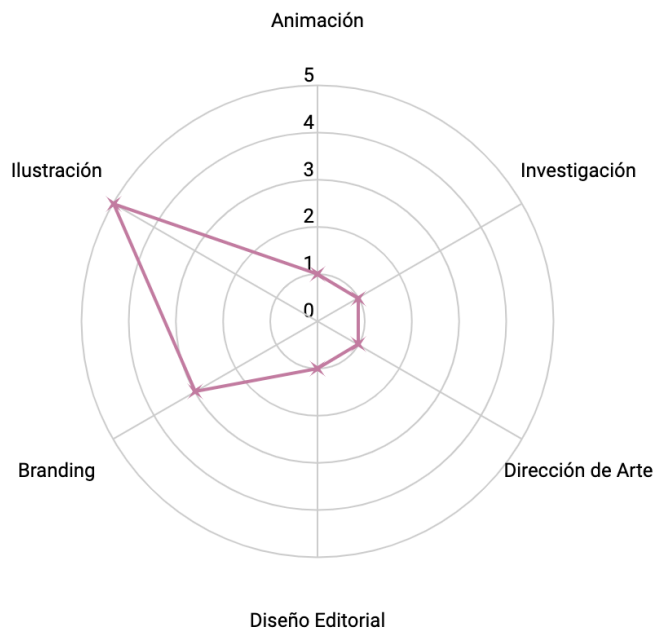 Animación
5
4
3
2
1
0
Ilustración
Investigación
Branding
Dirección de Arte
Diseño Editorial